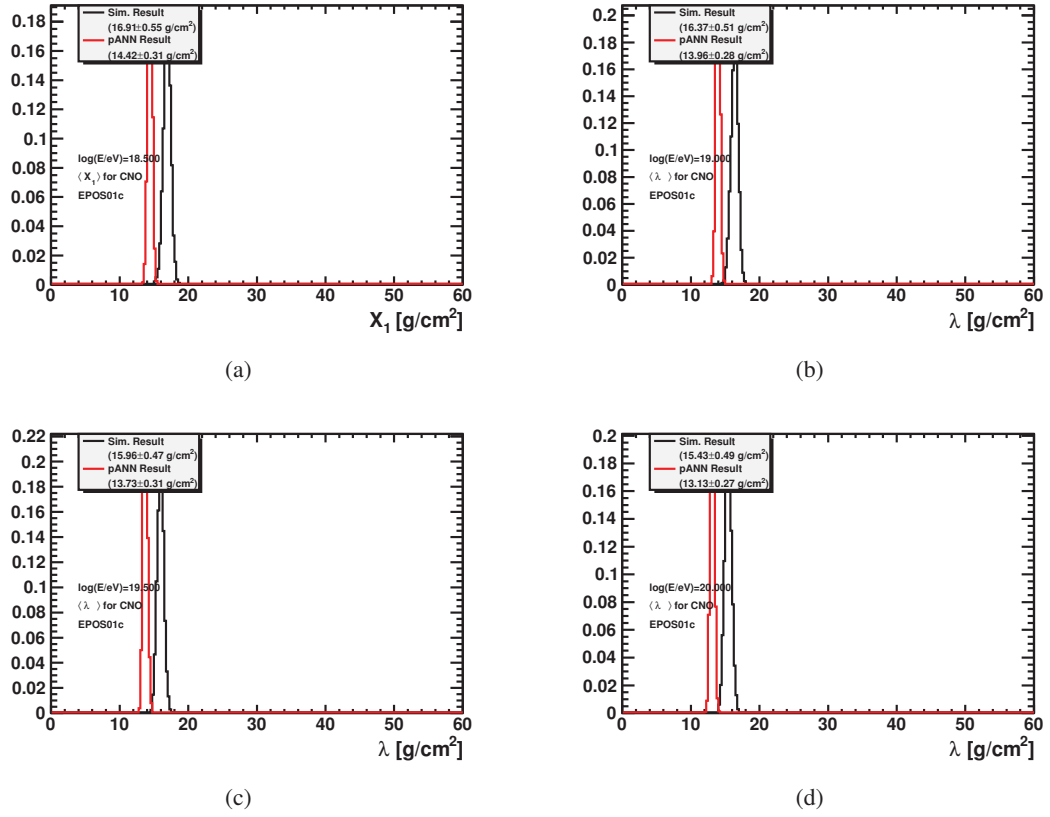 0.18
0.16
0.14
0.12
0.1
0.08
0.06
0.04
0.02
0
Sim. Result
(16.91±0.55 g/cm²)
pANN Result
(14.42±0.31 g/cm²)
log(E/eV)=18.500
⟨ X₁⟩ for CNO
EPOS01c
0 10 20 30 40 50 60
X₁ [g/cm²]
(a)
0.2
0.18
0.16
0.14
0.12
0.1
0.08
0.06
0.04
0.02
0
Sim. Result
(16.37±0.51 g/cm²)
pANN Result
(13.96±0.28 g/cm²)
log(E/eV)=19.000
⟨ λ ⟩ for CNO
EPOS01c
0 10 20 30 40 50 60
λ [g/cm²]
(b)
0.22
0.2
0.18
0.16
0.14
0.12
0.1
0.08
0.06
0.04
0.02
0
Sim. Result
(15.96±0.47 g/cm²)
pANN Result
(13.73±0.31 g/cm²)
log(E/eV)=19.500
⟨ λ ⟩ for CNO
EPOS01c
0 10 20 30 40 50 60
λ [g/cm²]
(c)
0.2
0.18
0.16
0.14
0.12
0.1
0.08
0.06
0.04
0.02
0
Sim. Result
(15.43±0.49 g/cm²)
pANN Result
(13.13±0.27 g/cm²)
log(E/eV)=20.000
⟨ λ ⟩ for CNO
EPOS01c
0 10 20 30 40 50 60
λ [g/cm²]
(d)